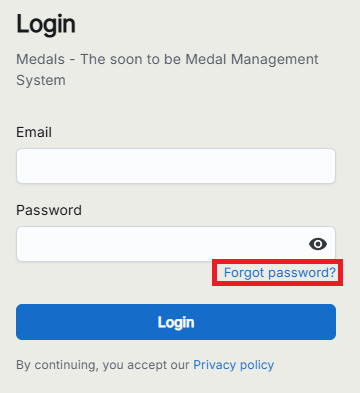 Login
Medals - The soon to be Medal Management
System
Email
Password
Forgot password?
Login
By continuing, you accept our Privacy policy